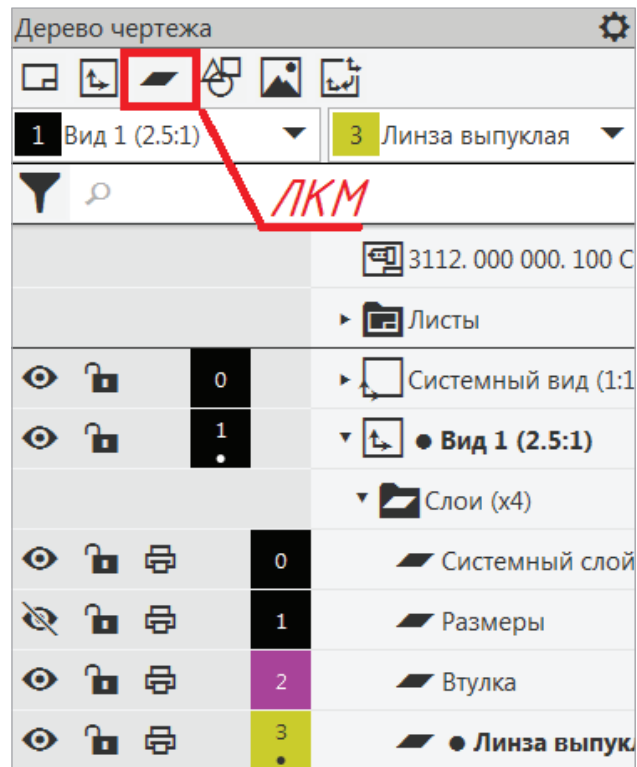 Дерево чертежа
1 Вид 1 (2.5:1) 3 Линза выпуклая
ЛКМ
3112. 000 000. 100 С
Листы
0 Системный вид (1:1
1 Вид 1 (2.5:1)
Слои (x4)
0 Системный слой
1 Размеры
2 Втулка
3 Линза выпук